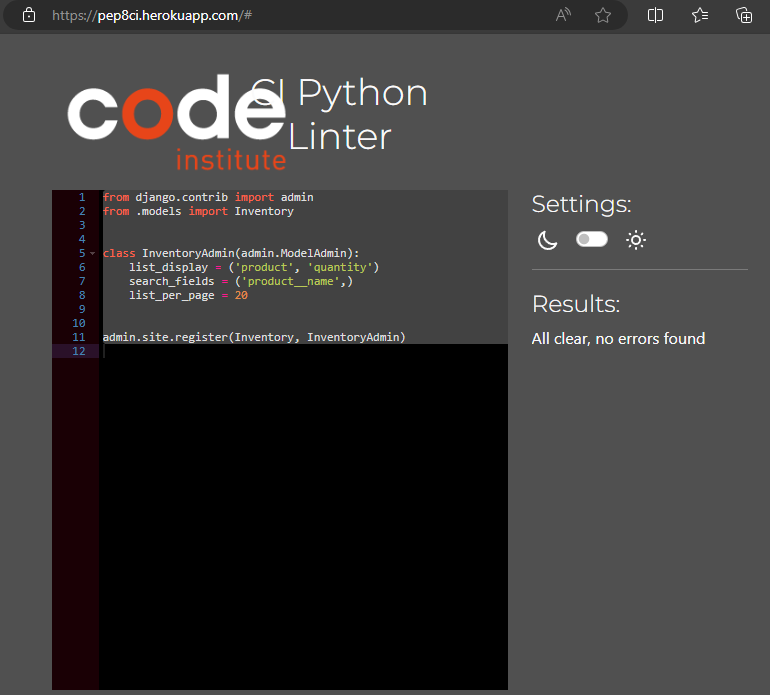 https://pep8ci.herokuapp.com/#
code
institute
CI Python
Linter
1 from django.contrib import admin
2 from .models import Inventory
3
4
5 class InventoryAdmin(admin.ModelAdmin):
6     list_display = ('product', 'quantity')
7     search_fields = ('product__name',)
8     list_per_page = 20
9
10
11 admin.site.register(Inventory, InventoryAdmin)
12
Settings:
Results:
All clear, no errors found